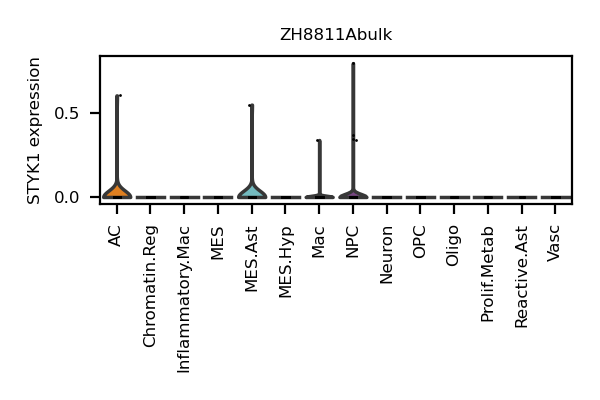 ZH8811Abulk
STYK1 expression
0.5
0.0
AC
Chromatin.Reg
Inflammatory.Mac
MES
MES.Ast
MES.Hyp
Mac
NPC
Neuron
OPC
Oligo
Prolif.Metab
Reactive.Ast
Vasc